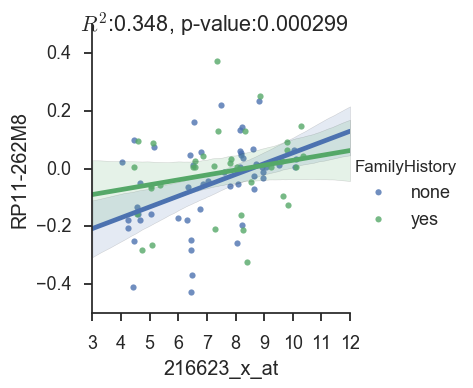 R²:0.348, p-value:0.000299
0.4
0.2
0.0
−0.2
−0.4
RP11-262M8
3 4 5 6 7 8 9 10 11 12
216623_x_at
FamilyHistory
none
yes